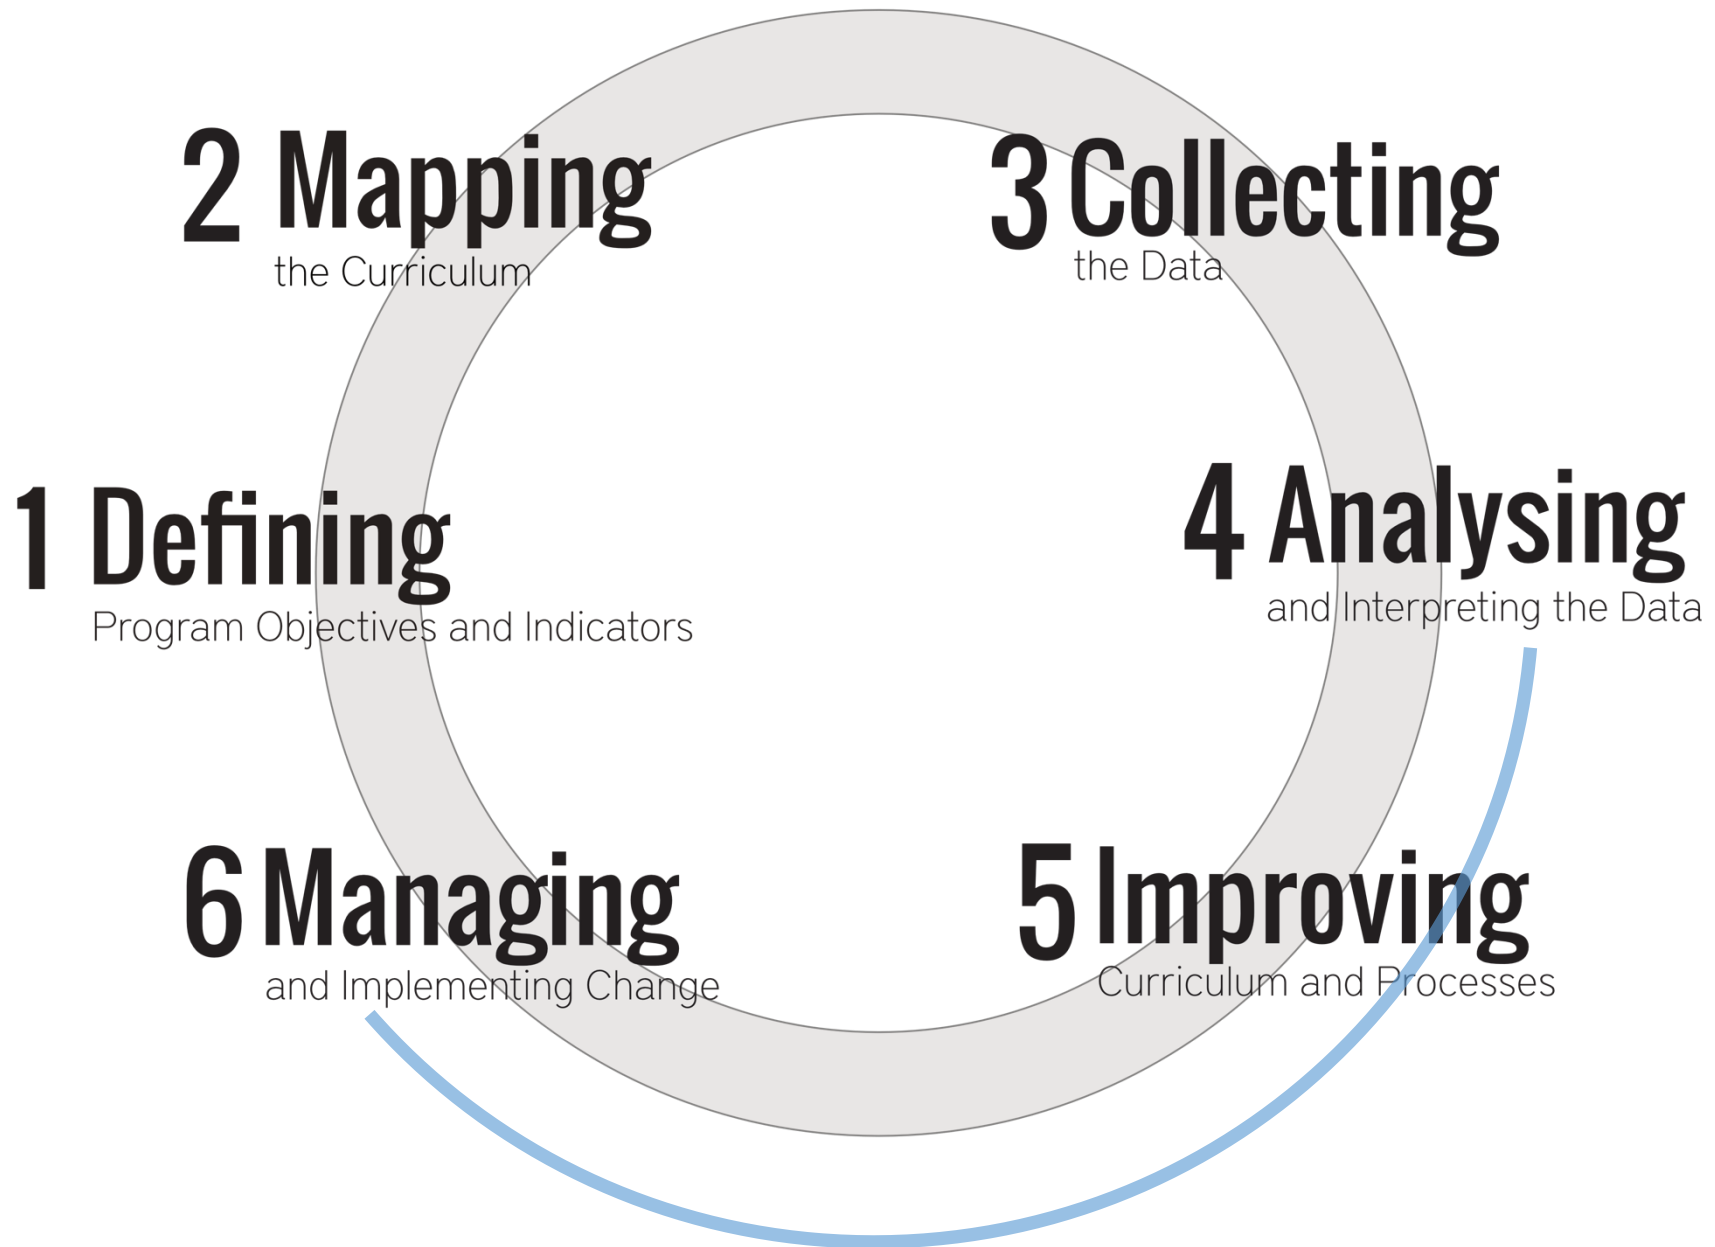 1 Defining
Program Objectives and Indicators
2 Mapping
the Curriculum
3 Collecting
the Data
4 Analysing
and Interpreting the Data
5 Improving
Curriculum and Processes
6 Managing
and Implementing Change